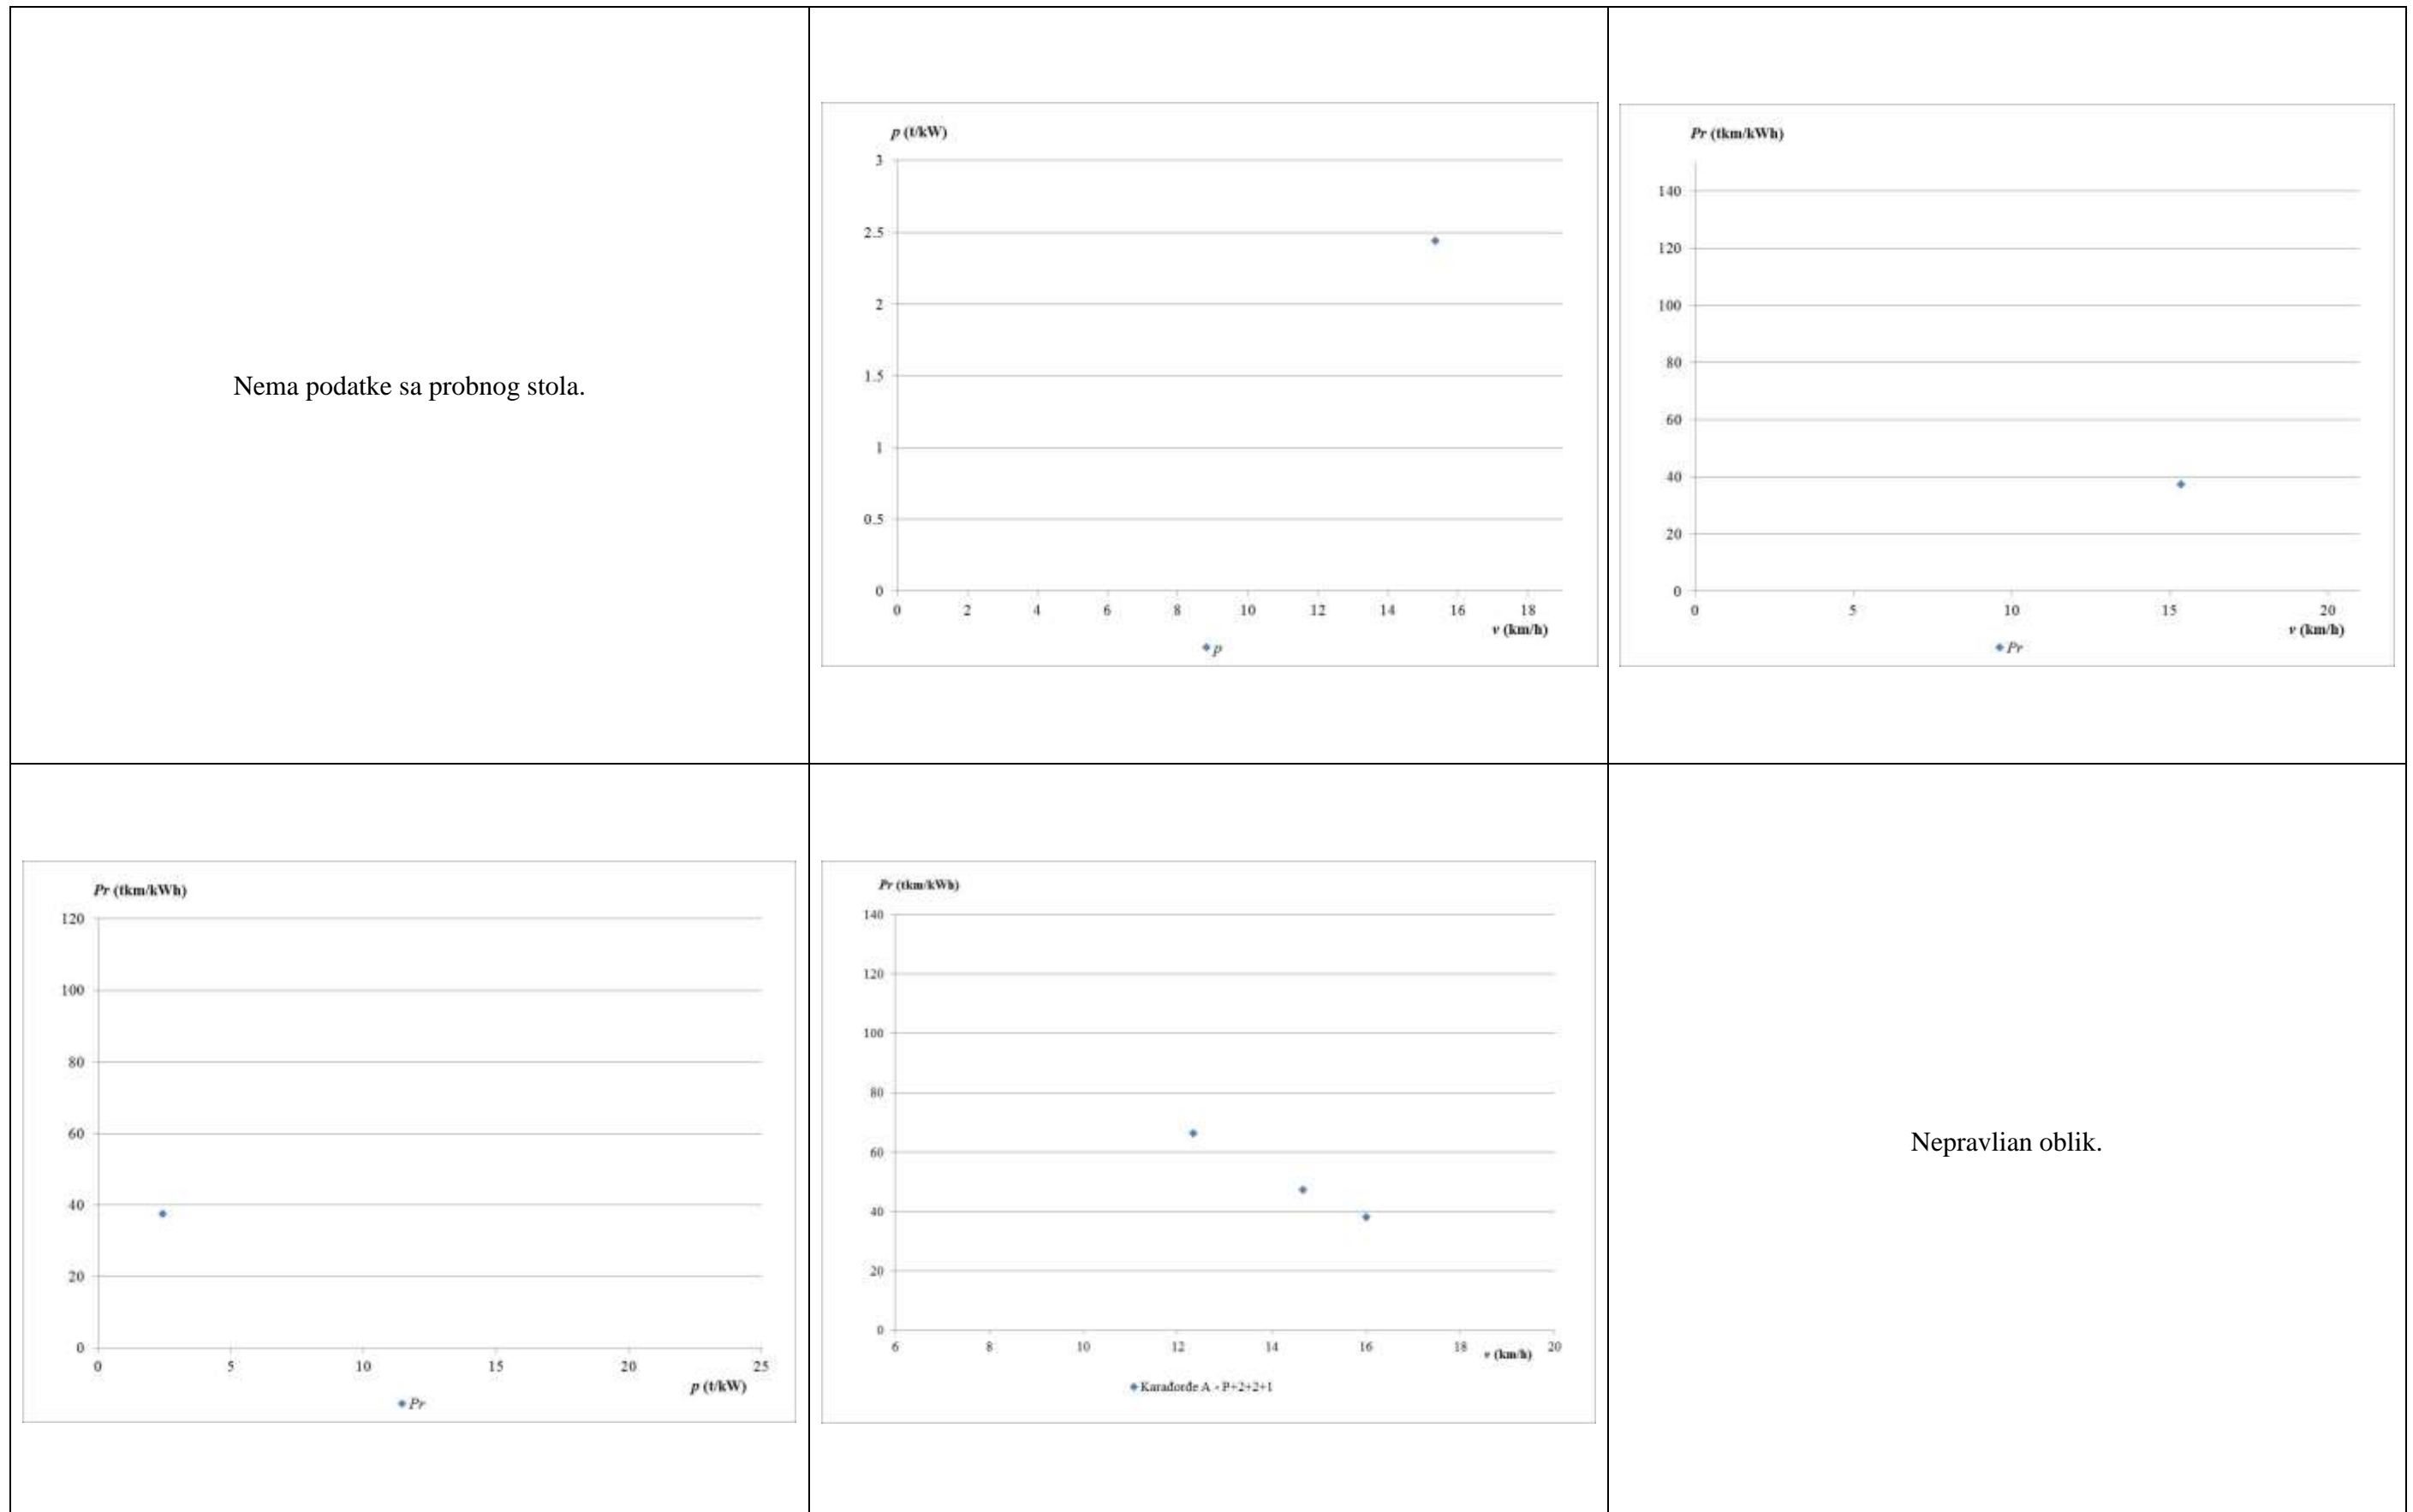 Nema podatke sa probnog stola.
p (t/kW)
3
2.5
2
1.5
1
0.5
0
0 2 4 6 8 10 12 14 16 18
v (km/h)
p
Pr (tkm/kWh)
140
120
100
80
60
40
20
0
0 5 10 15 20
v (km/h)
Pr
Pr (tkm/kWh)
120
100
80
60
40
20
0
0 5 10 15 20 25
p (t/kW)
Pr
Pr (tkm/kWh)
140
120
100
80
60
40
20
0
6 8 10 12 14 16 18 20
v (km/h)
Karađorđe A - P+2+2+1
Nepravlian oblik.